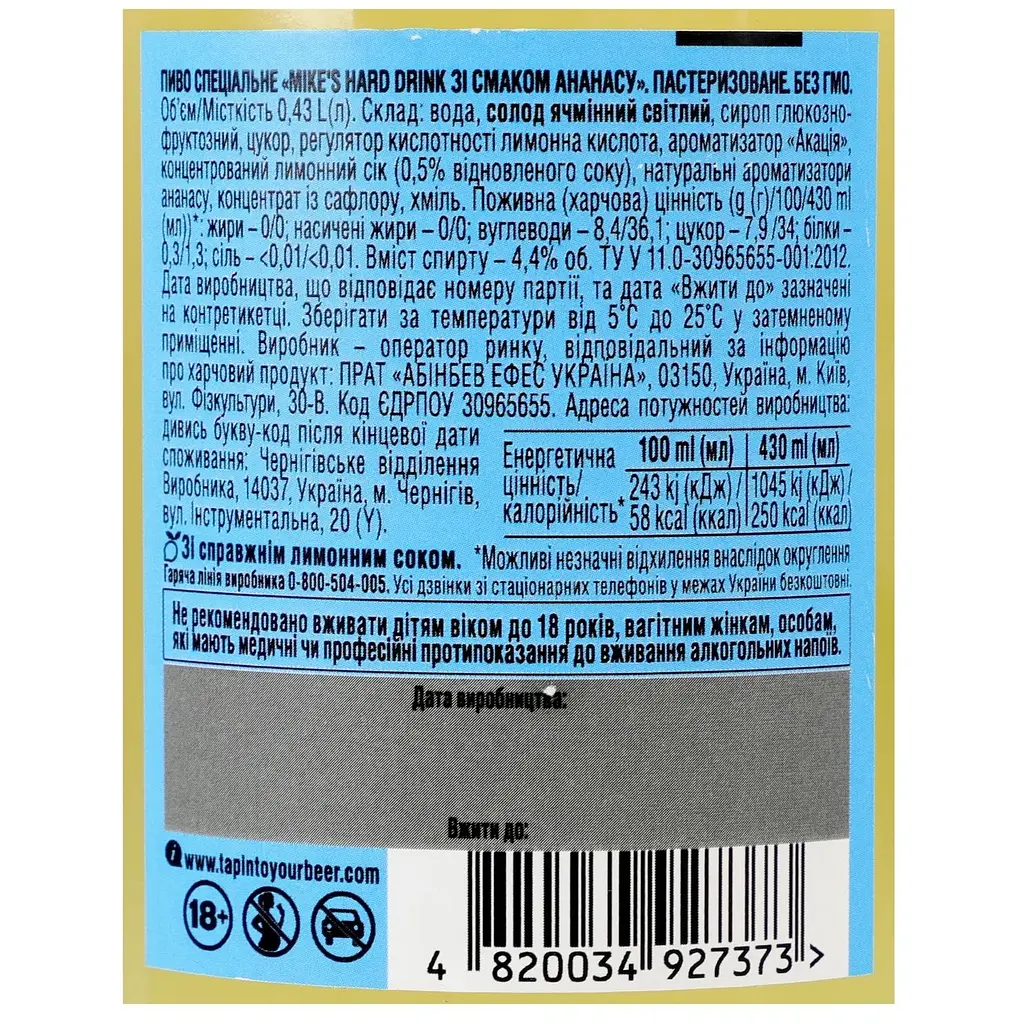 ПИВО СПЕЦІАЛЬНЕ «MIKE'S HARD DRINK ЗІ СМАКОМ АНАНАСУ». ПАСТЕРИЗОВАНЕ. БЕЗ ГМО.
Об'єм/Місткість 0,43 L(л). Склад: вода, солод ячмінний світлий, сироп глюкозно-
фруктозний, цукор, регулятор кислотності лимонна кислота, ароматизатор «Акація»,
концентрований лимонний сік (0,5% відновленого соку), натуральні ароматизатори
ананасу, концентрат із сафлору, хміль. Поживна (харчова) цінність (g (г)/100/430 ml
(мл))*: жири – 0/0; насичені жири – 0/0; вуглеводи – 8,4/36,1; цукор – 7,9/34; білки –
0,3/1,3; сіль – <0,01/<0,01. Вміст спирту – 4,4% об. ТУ У 11.0-30965655-001:2012.
Дата виробництва, що відповідає номеру партії, та дата «Вжити до» зазначені
на контретикетці. Зберігати за температури від 5°С до 25°С у затемненому
приміщенні. Виробник – оператор ринку, відповідальний за інформацію
про харчовий продукт: ПРАТ «АБІНБЕВ ЕФЕС УКРАЇНА», 03150, Україна, м. Київ,
вул. Фізкультури, 30-В. Код ЄДРПОУ 30965655. Адреса потужностей виробництва:
дивись букву-код після кінцевої дати
споживання: Чернігівське відділення
Виробника, 14037, Україна, м. Чернігів,
вул. Інструментальна, 20 (Y).
Енергетична цінність/ калорійність*
100 ml (мл) 430 ml (мл)
243 kj (кДж)/ 1045 kj (кДж)/
58 kcal (ккал) 250 kcal (ккал)
Зі справжнім лимонним соком. *Можливі незначні відхилення внаслідок округлення
Гаряча лінія виробника 0-800-504-005. Усі дзвінки зі стаціонарних телефонів у межах України безкоштовні.
Не рекомендовано вживати дітям віком до 18 років, вагітним жінкам, особам,
які мають медичні чи професійні протипоказання до вживання алкогольних напоїв.
Дата виробництва:
Вжити до:
i www.tapintoyourbeer.com
18+
4 820034 927373 >